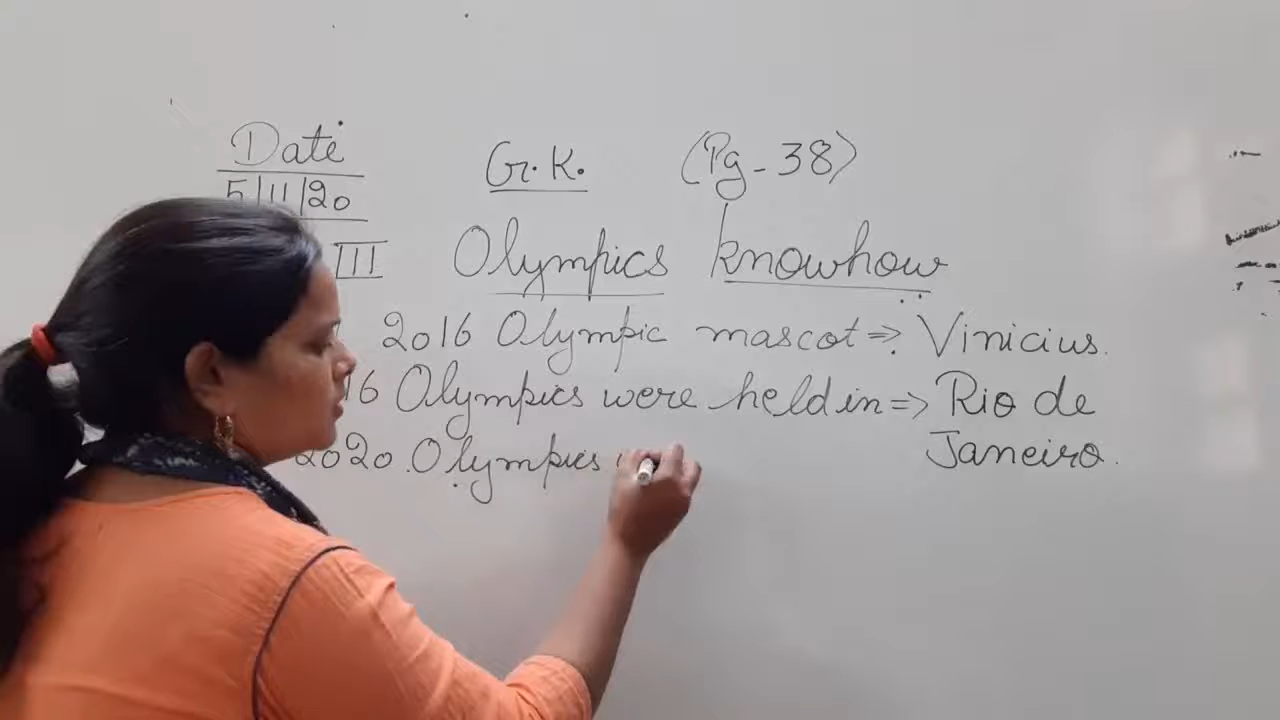 Date
G.K. (Pg-38)
5/11/20
III Olympics knowhow
2016 Olympic mascot => Vinicius.
16 Olympics were held in => Rio de
Janeiro.
2020 Olympics